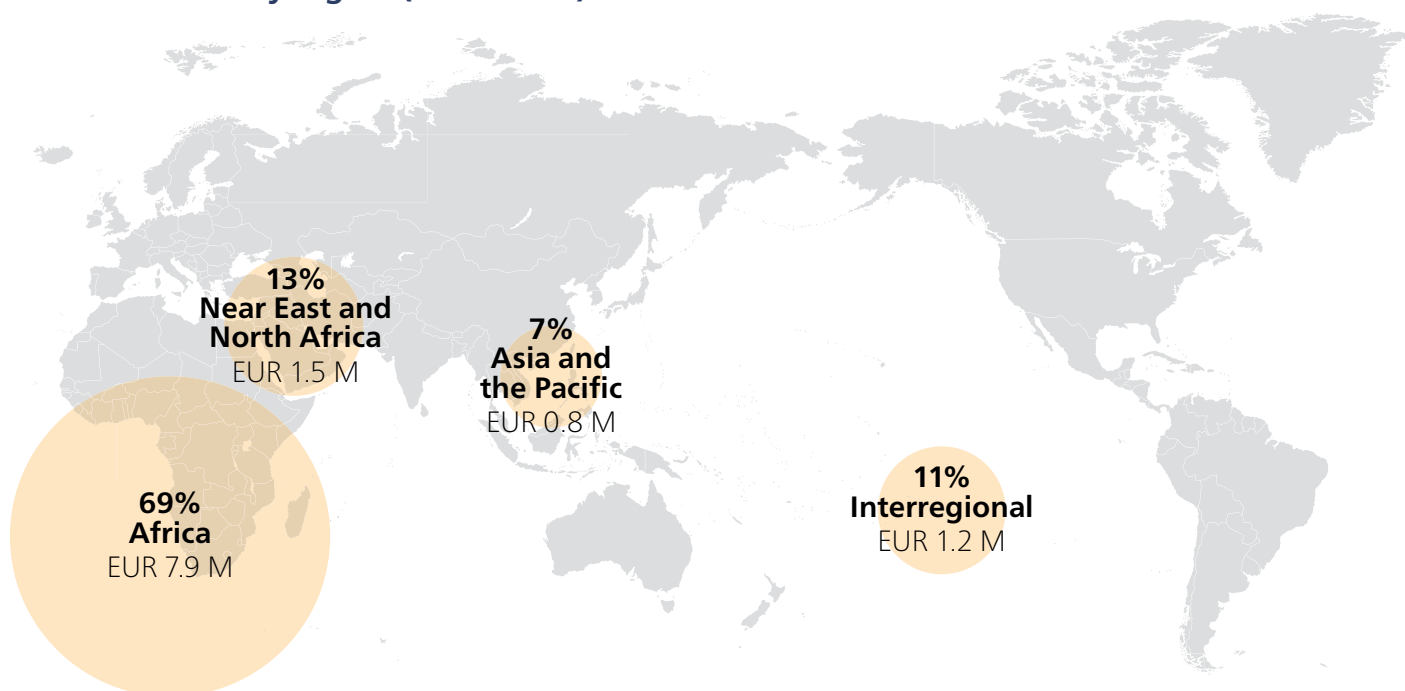 13%
Near East and
North Africa
EUR 1.5 M
7%
Asia and
the Pacific
EUR 0.8 M
69%
Africa
EUR 7.9 M
11%
Interregional
EUR 1.2 M